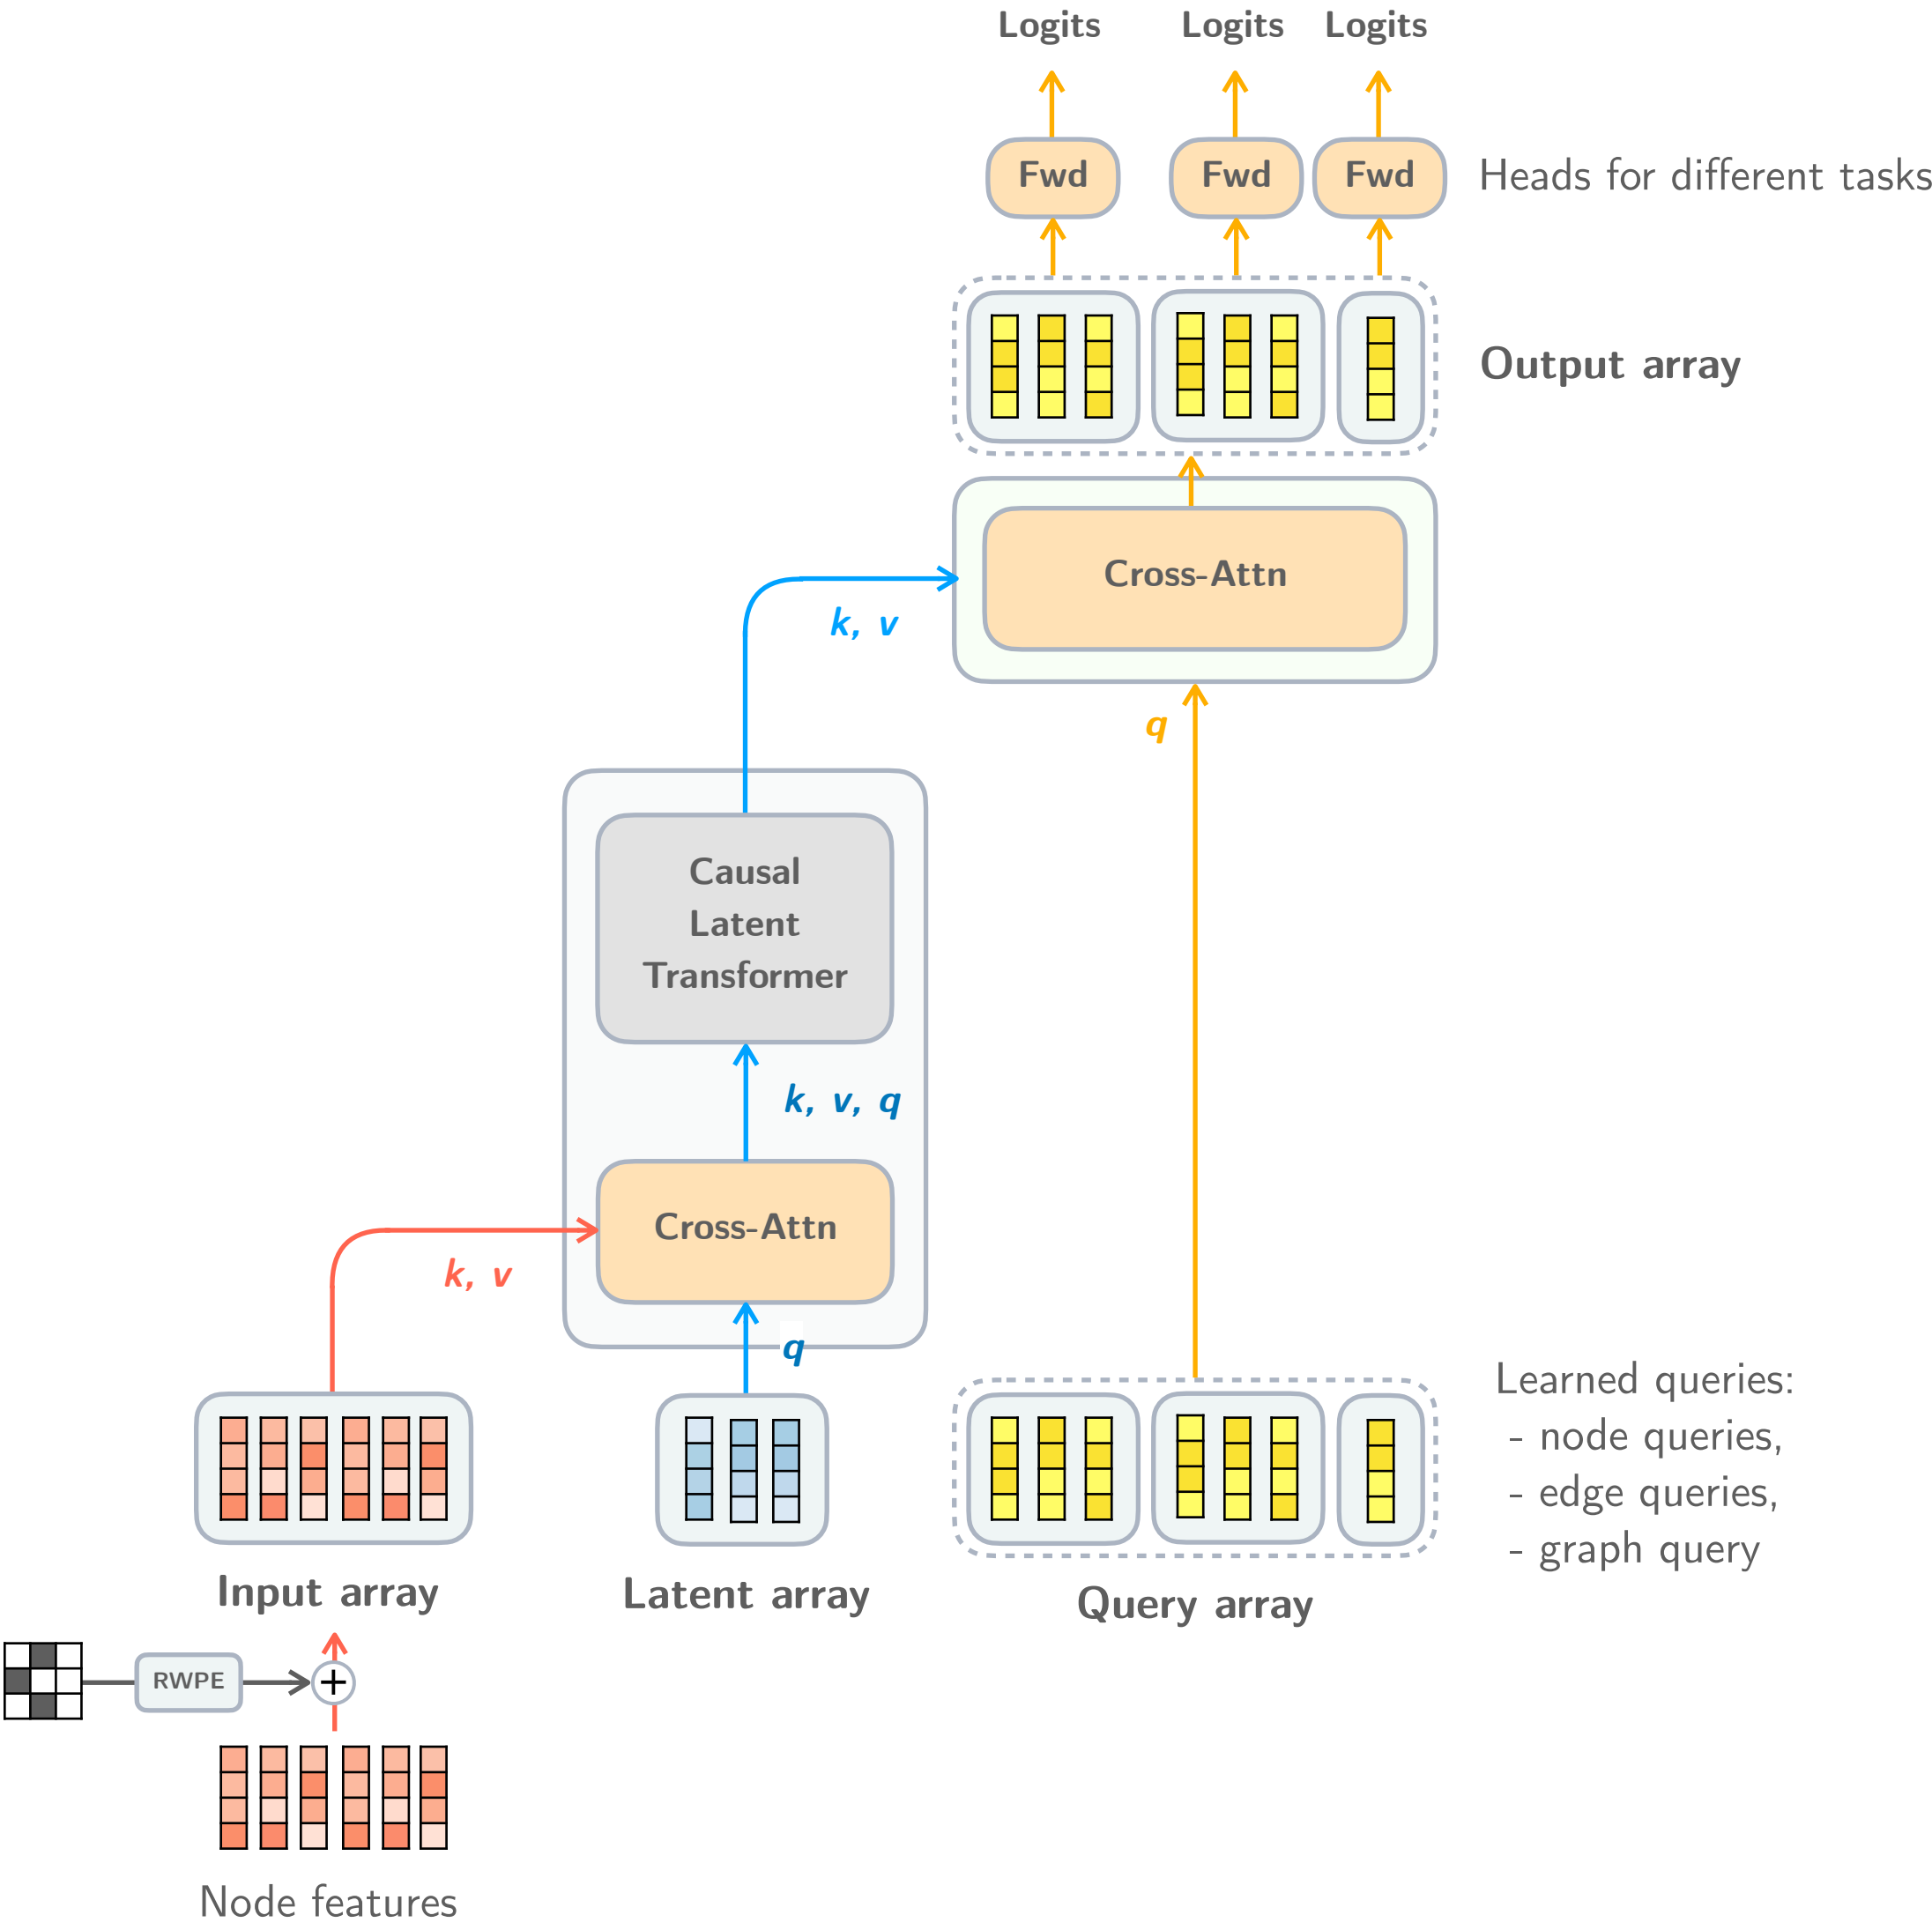 Logits Logits Logits
Fwd Fwd Fwd Heads for different tasks
Output array
Cross-Attn
k, v
q
Causal
Latent
Transformer
k, v, q
Cross-Attn
k, v
q
Learned queries:
- node queries,
- edge queries,
- graph query
Input array Latent array Query array
RWPE +
Node features